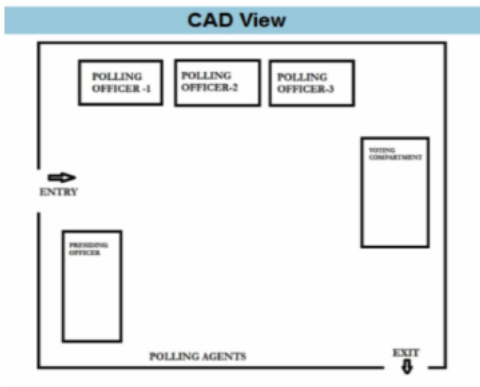 CAD View
POLLING
OFFICER -1
POLLING
OFFICER-2
POLLING
OFFICER-3
VOTING
COMPARTMENT
ENTRY
PRESIDING
OFFICER
POLLING AGENTS
EXIT